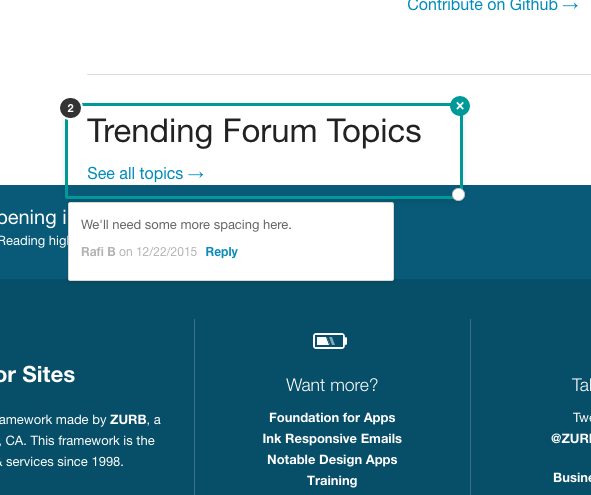 Contribute on Github →
2
Trending Forum Topics
See all topics →
We'll need some more spacing here.
Rafi B on 12/22/2015 Reply
pening i
Reading hig
or Sites
ramework made by ZURB, a
, CA. This framework is the
& services since 1998.
Want more?
Foundation for Apps
Ink Responsive Emails
Notable Design Apps
Training
Tal
Twe
@ZURB
Busine